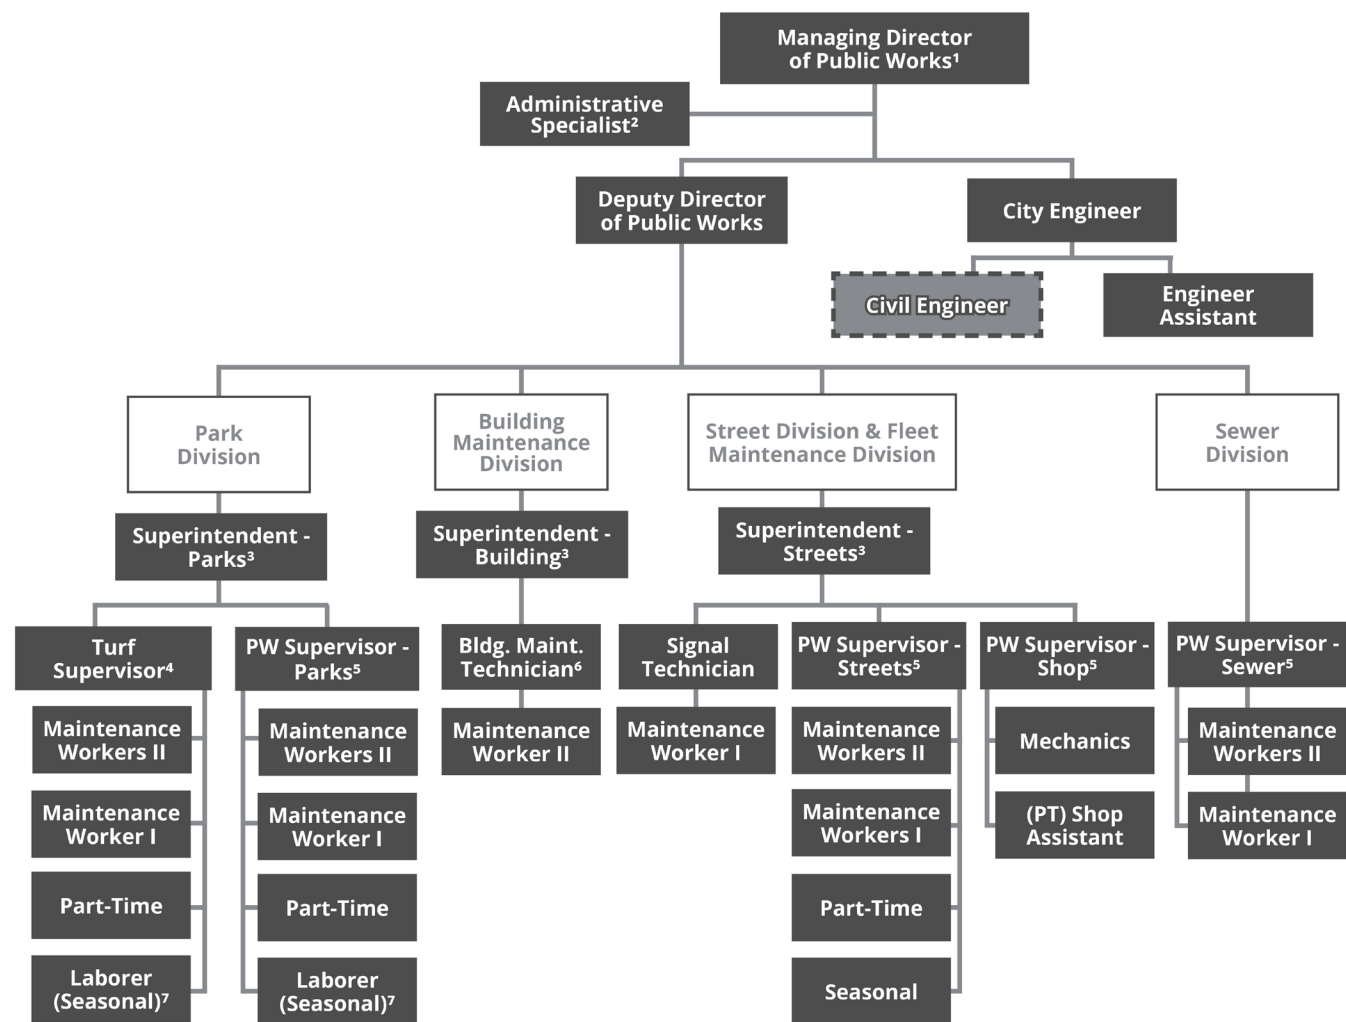 Managing Director
of Public Works¹
Administrative
Specialist²
Deputy Director
of Public Works
City Engineer
Civil Engineer
Engineer
Assistant
Park
Division
Building
Maintenance
Division
Street Division & Fleet
Maintenance Division
Sewer
Division
Superintendent -
Parks³
Superintendent -
Building³
Superintendent -
Streets³
Turf
Supervisor⁴
PW Supervisor -
Parks⁵
Bldg. Maint.
Technician⁶
Signal
Technician
PW Supervisor -
Streets⁵
PW Supervisor -
Shop⁵
PW Supervisor -
Sewer⁵
Maintenance
Workers II
Maintenance
Workers II
Maintenance
Worker II
Maintenance
Worker I
Maintenance
Workers II
Mechanics
Maintenance
Workers II
Maintenance
Worker I
Maintenance
Worker I
Maintenance
Workers I
(PT) Shop
Assistant
Maintenance
Worker I
Part-Time
Part-Time
Part-Time
Laborer
(Seasonal)⁷
Laborer
(Seasonal)⁷
Seasonal